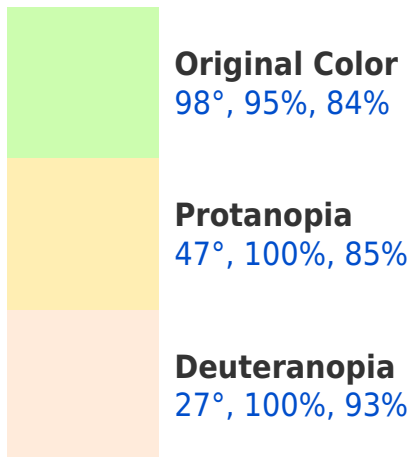 Original Color
98°, 95%, 84%
Protanopia
47°, 100%, 85%
Deuteranopia
27°, 100%, 93%